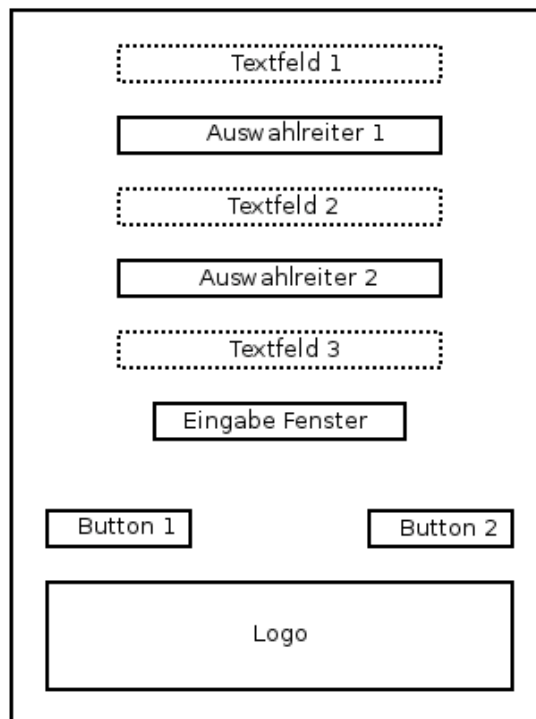 Textfeld 1
Auswahlreiter 1
Textfeld 2
Auswahlreiter 2
Textfeld 3
Eingabe Fenster
Button 1
Button 2
Logo